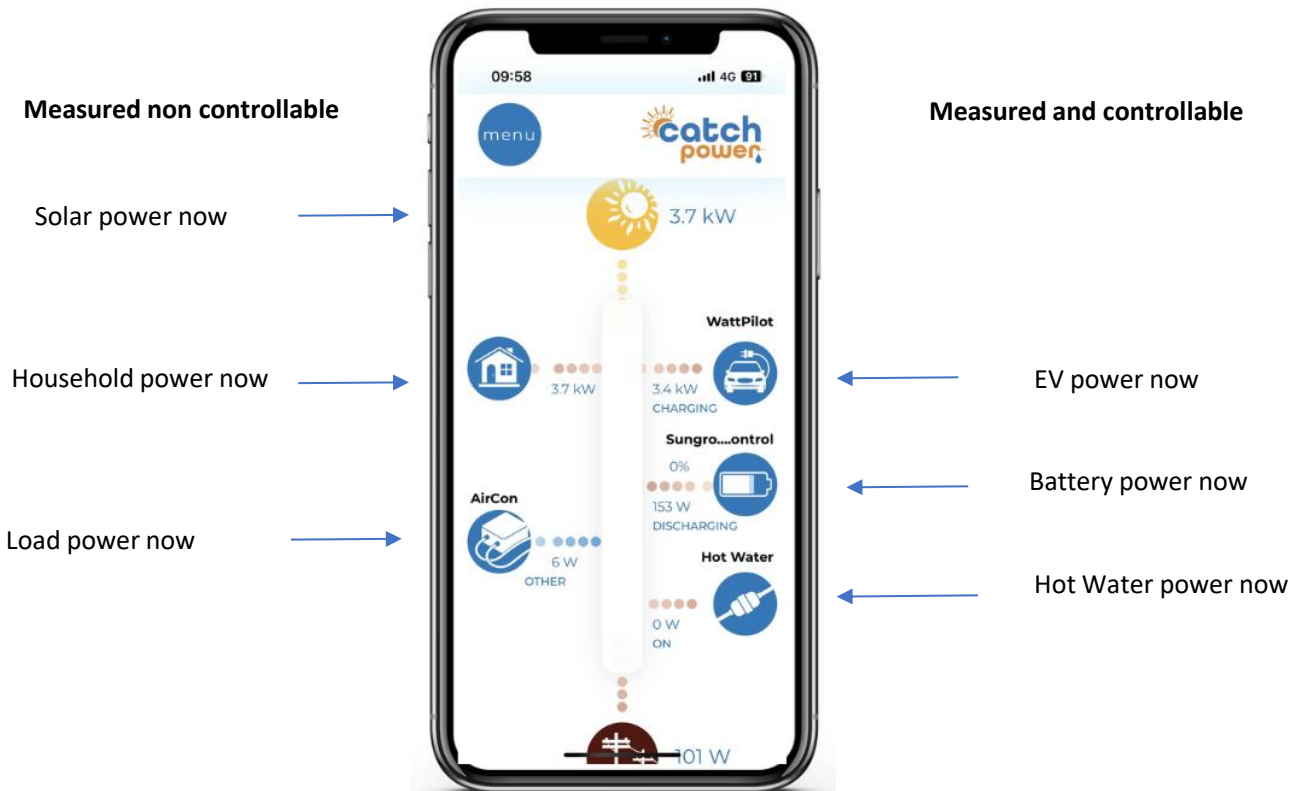 Measured non controllable
Measured and controllable
09:58
4G 91
menu
catch
power
Solar power now
3.7 kW
WattPilot
Household power now
3.7 kW
3.4 kW
CHARGING
EV power now
Sungro....ontrol
0%
153 W
DISCHARGING
Battery power now
AirCon
Load power now
6 W
OTHER
Hot Water
0 W
ON
Hot Water power now
101 W